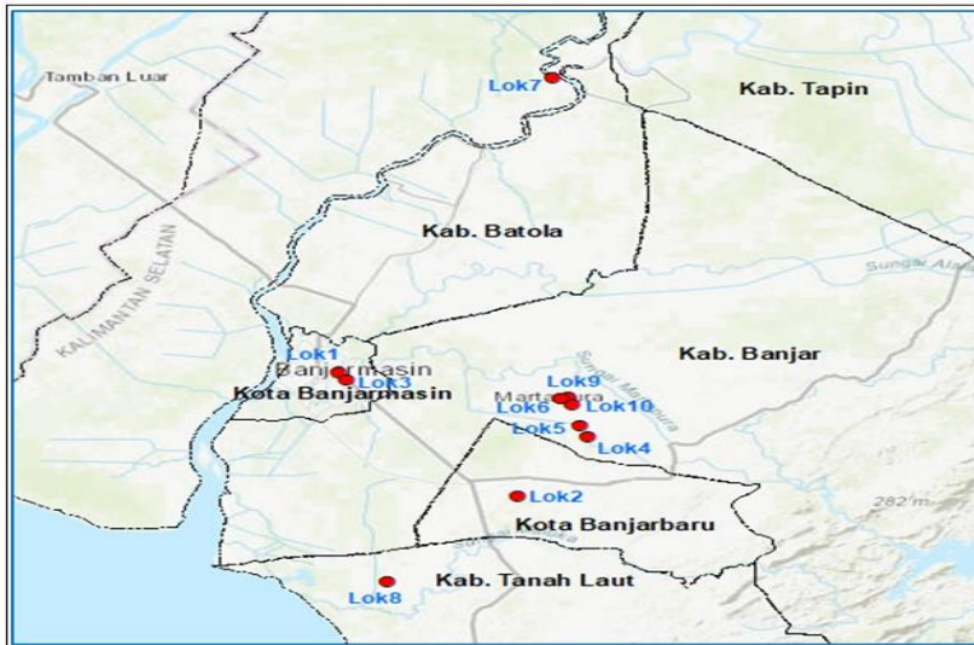 Tamban Luar
Lok7
Kab. Tapin
Kab. Batola
KALIMANTAN SELATAN
Lok1
Banjarmasin
Lok3
Kota Banjarmasin
Kab. Banjar
Sungai Martapura
Lok9
Lok6
Lok10
Lok5
Lok4
Lok2
Kota Banjarbaru
282 m
Kab. Tanah Laut
Lok8